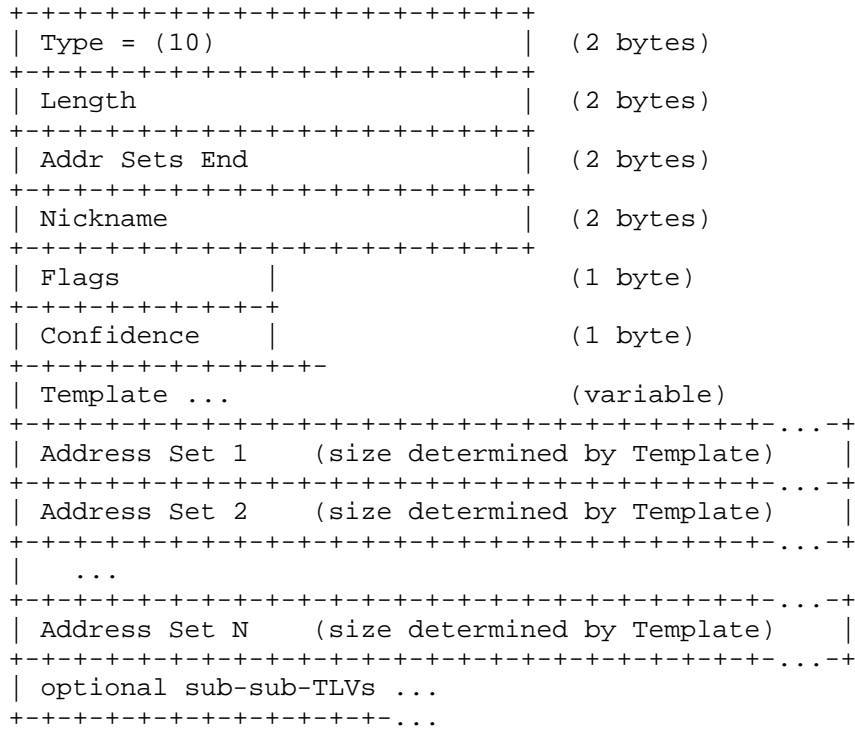 +-+-+-+-+-+-+-+-+-+-+-+-+-+-+-+-+
| Type = (10)                   |  (2 bytes)
+-+-+-+-+-+-+-+-+-+-+-+-+-+-+-+-+
| Length                        |  (2 bytes)
+-+-+-+-+-+-+-+-+-+-+-+-+-+-+-+-+
| Addr Sets End                 |  (2 bytes)
+-+-+-+-+-+-+-+-+-+-+-+-+-+-+-+-+
| Nickname                      |  (2 bytes)
+-+-+-+-+-+-+-+-+-+-+-+-+-+-+-+-+
| Flags         |                  (1 byte)
+-+-+-+-+-+-+-+-+
| Confidence    |                  (1 byte)
+-+-+-+-+-+-+-+-+-+-
| Template ...                     (variable)
+-+-+-+-+-+-+-+-+-+-+-+-+-+-+-+-+-+-+-+-+-+-+-+-...-+
| Address Set 1    (size determined by Template)    |
+-+-+-+-+-+-+-+-+-+-+-+-+-+-+-+-+-+-+-+-+-+-+-+-...-+
| Address Set 2    (size determined by Template)    |
+-+-+-+-+-+-+-+-+-+-+-+-+-+-+-+-+-+-+-+-+-+-+-+-...-+
|   ...
+-+-+-+-+-+-+-+-+-+-+-+-+-+-+-+-+-+-+-+-+-+-+-+-...-+
| Address Set N    (size determined by Template)    |
+-+-+-+-+-+-+-+-+-+-+-+-+-+-+-+-+-+-+-+-+-+-+-+-...-+
| optional sub-sub-TLVs ...
+-+-+-+-+-+-+-+-+-+-+-+-...